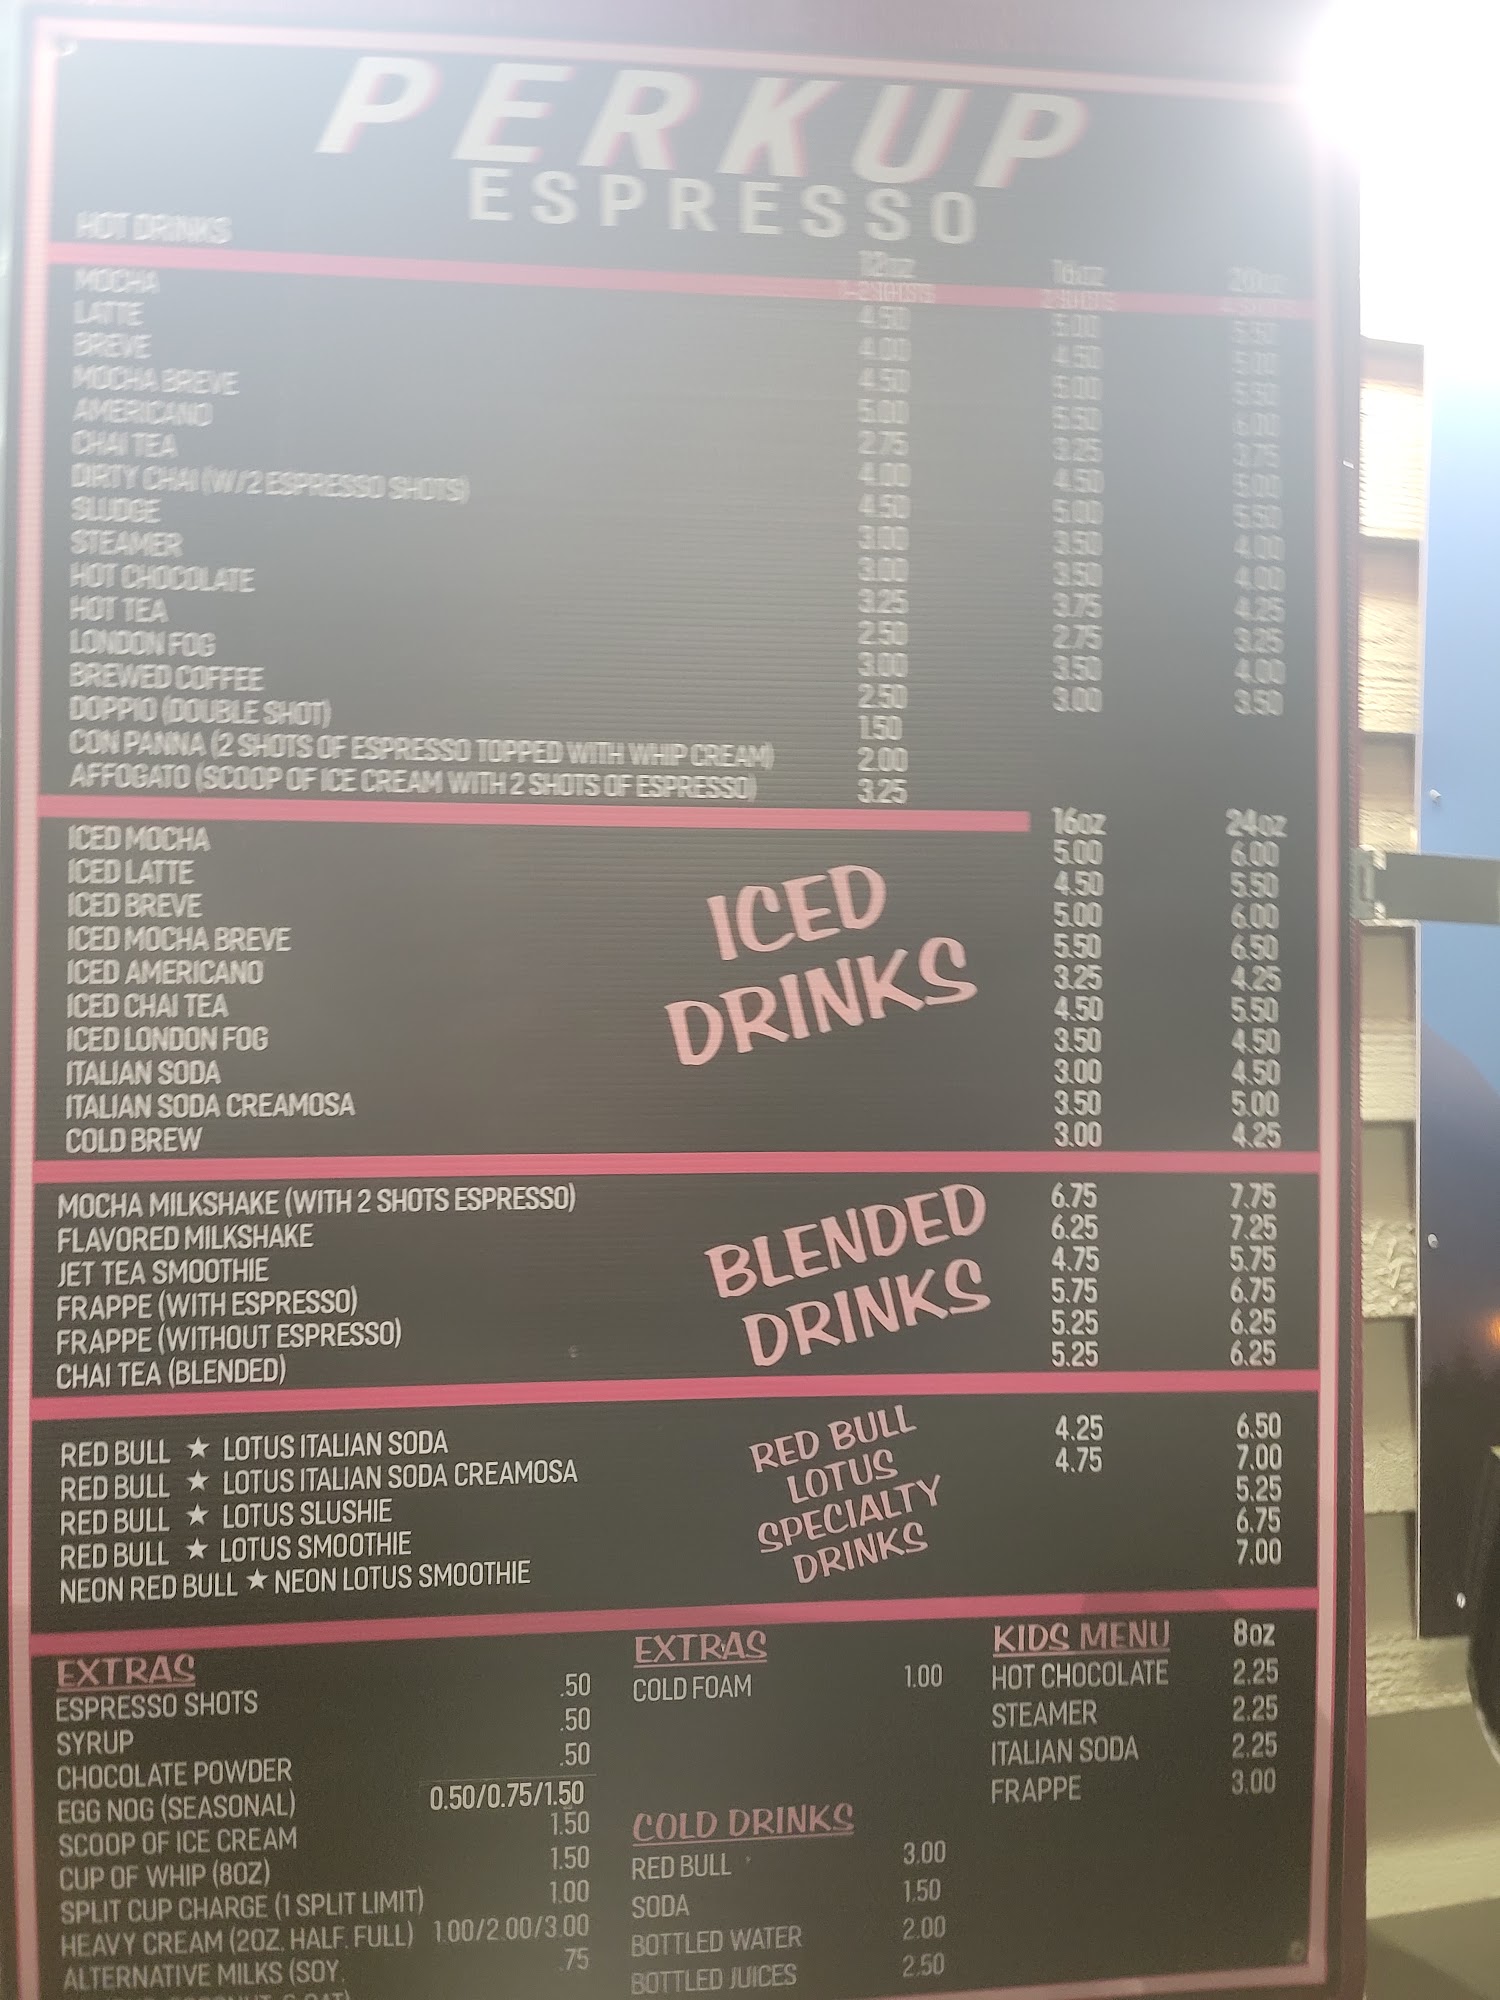 PERKUP
ESPRESSO
HOT DRINKS 12oz 16oz 20oz
MOCHA 4.50 5.00 5.50
LATTE 4.00 4.50 5.00
BREVE 4.50 5.00 5.50
MOCHA BREVE 5.00 5.50 6.00
AMERICANO 2.75 3.25 3.75
CHAI TEA 4.00 4.50 5.00
DIRTY CHAI (W/2 ESPRESSO SHOTS) 4.50 5.00 5.50
SLUDGE 3.00 3.50 4.00
STEAMER 3.00 3.50 4.00
HOT CHOCOLATE 3.25 3.75 4.25
HOT TEA 2.50 2.75 3.25
LONDON FOG 3.00 3.50 4.00
BREWED COFFEE 2.50 3.00 3.50
DOPPIO (DOUBLE SHOT) 1.50
CON PANNA (2 SHOTS OF ESPRESSO TOPPED WITH WHIP CREAM) 2.00
AFFOGATO (SCOOP OF ICE CREAM WITH 2 SHOTS OF ESPRESSO) 3.25
ICED DRINKS 16oz 24oz
ICED MOCHA 5.00 6.00
ICED LATTE 4.50 5.50
ICED BREVE 5.00 6.00
ICED MOCHA BREVE 5.50 6.50
ICED AMERICANO 3.25 4.25
ICED CHAI TEA 4.50 5.50
ICED LONDON FOG 3.50 4.50
ITALIAN SODA 3.00 4.50
ITALIAN SODA CREAMOSA 3.50 5.00
COLD BREW 3.00 4.25
BLENDED DRINKS
MOCHA MILKSHAKE (WITH 2 SHOTS ESPRESSO) 6.75 7.75
FLAVORED MILKSHAKE 6.25 7.25
JET TEA SMOOTHIE 4.75 5.75
FRAPPE (WITH ESPRESSO) 5.75 6.75
FRAPPE (WITHOUT ESPRESSO) 5.25 6.25
CHAI TEA (BLENDED) 5.25 6.25
RED BULL
LOTUS
SPECIALTY
DRINKS
RED BULL ★ LOTUS ITALIAN SODA 4.25 6.50
RED BULL ★ LOTUS ITALIAN SODA CREAMOSA 4.75 7.00
RED BULL ★ LOTUS SLUSHIE 5.25
RED BULL ★ LOTUS SMOOTHIE 6.75
NEON RED BULL ★ NEON LOTUS SMOOTHIE 7.00
EXTRAS
ESPRESSO SHOTS .50
SYRUP .50
CHOCOLATE POWDER .50
EGG NOG (SEASONAL) 0.50/0.75/1.50
SCOOP OF ICE CREAM 1.50
CUP OF WHIP (8OZ) 1.50
SPLIT CUP CHARGE (1 SPLIT LIMIT) 1.00
HEAVY CREAM (2OZ. HALF. FULL) 1.00/2.00/3.00
ALTERNATIVE MILKS (SOY, .75
EXTRAS
COLD FOAM 1.00
COLD DRINKS
RED BULL 3.00
SODA 1.50
BOTTLED WATER 2.00
BOTTLED JUICES 2.50
KIDS MENU 8oz
HOT CHOCOLATE 2.25
STEAMER 2.25
ITALIAN SODA 2.25
FRAPPE 3.00